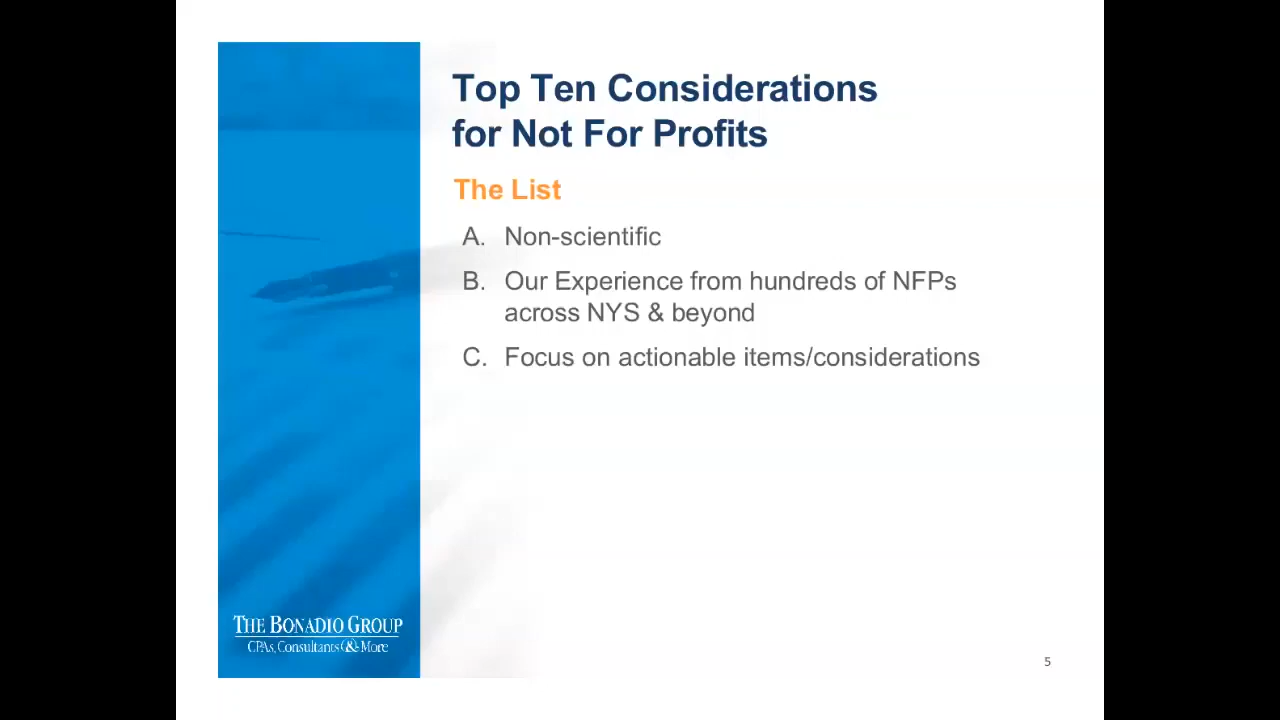 Top Ten Considerations
for Not For Profits
The List
A. Non-scientific
B. Our Experience from hundreds of NFPs
across NYS & beyond
C. Focus on actionable items/considerations
THE BONADIO GROUP
CPAs, Consultants & More
5